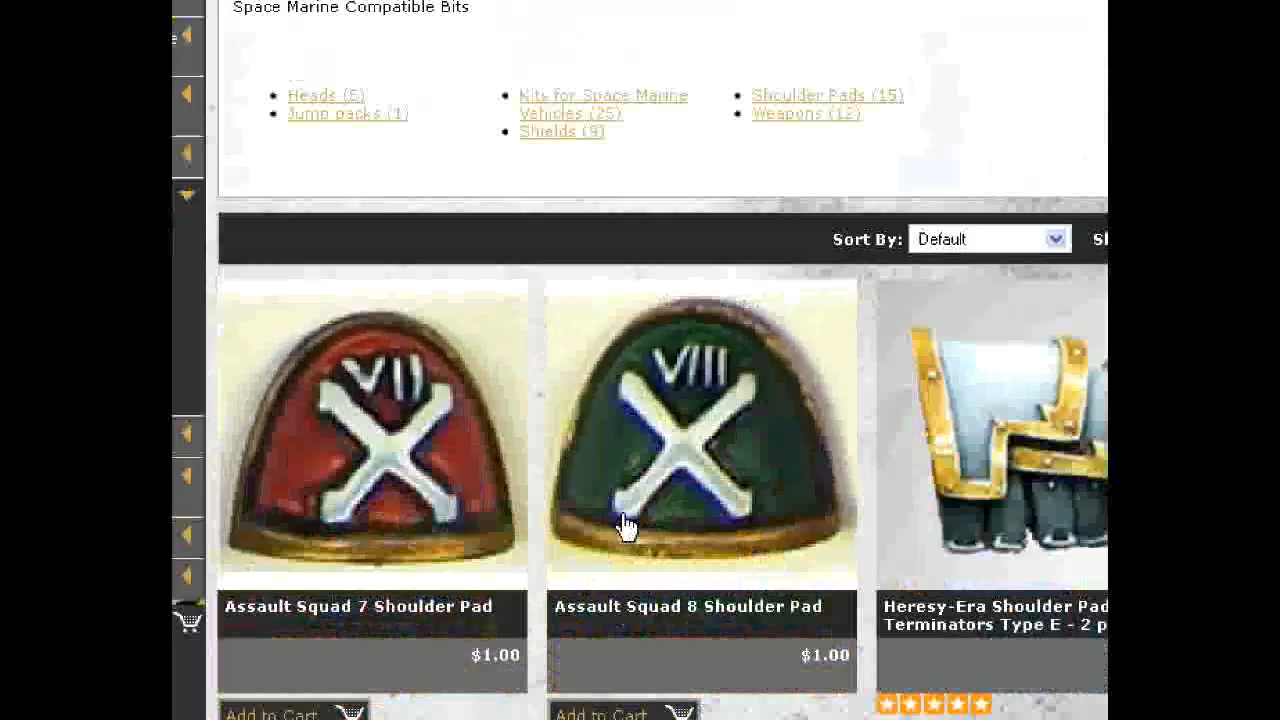 Space Marine Compatible Bits
e
Heads (5)
Jump packs (1)
Kits for Space Marine
Vehicles (25)
Shields (9)
Shoulder Pads (15)
Weapons (12)
Sort By: Default
VII
VIII
Assault Squad 7 Shoulder Pad
$1.00
Add to Cart
Assault Squad 8 Shoulder Pad
$1.00
Add to Cart
Heresy-Era Shoulder Pad
Terminators Type E - 2 p